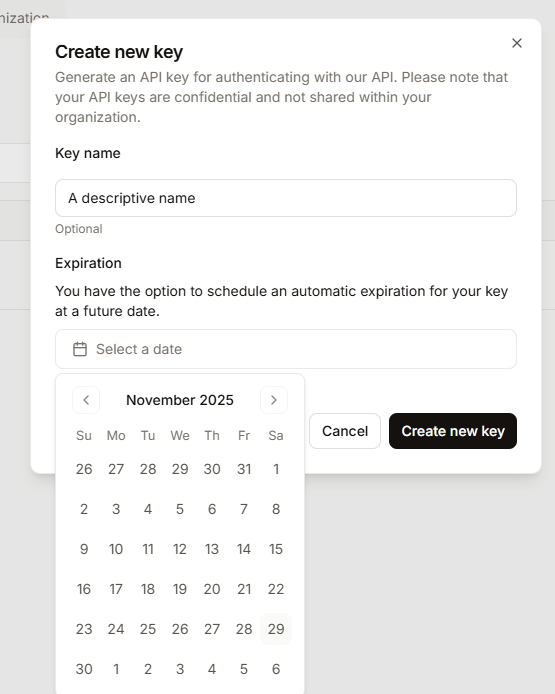 nization
Create new key
Generate an API key for authenticating with our API. Please note that
your API keys are confidential and not shared within your
organization.
Key name
A descriptive name
Optional
Expiration
You have the option to schedule an automatic expiration for your key
at a future date.
Select a date
November 2025
Su Mo Tu We Th Fr Sa
26 27 28 29 30 31 1
2 3 4 5 6 7 8
9 10 11 12 13 14 15
16 17 18 19 20 21 22
23 24 25 26 27 28 29
30 1 2 3 4 5 6
Cancel
Create new key